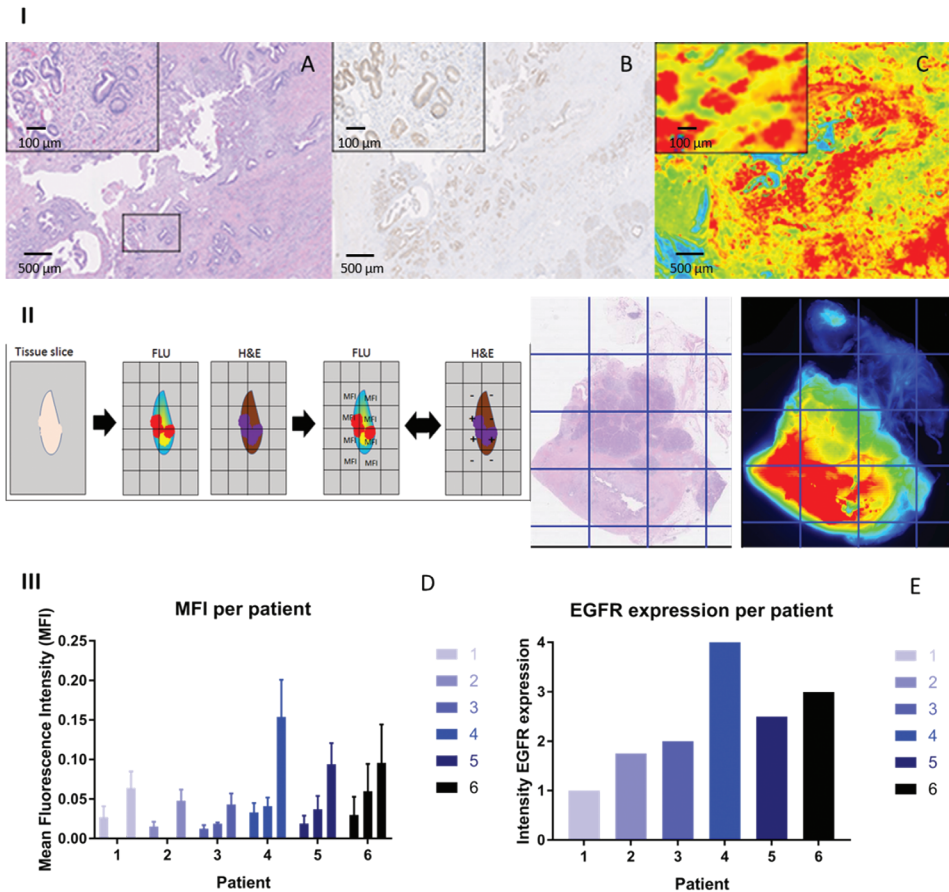 I
A
B
C
100 µm
100 µm
100 µm
500 µm
500 µm
500 µm
II
Tissue slice
FLU
H&E
FLU
H&E
MFI MFI
MFI MFI
MFI MFI
MFI MFI
- -
+ -
+ +
- -
III
D
E
MFI per patient
Mean Fluorescence Intensity (MFI)
0.25
0.20
0.15
0.10
0.05
0.00
1 2 3 4 5 6
Patient
1
2
3
4
5
6
EGFR expression per patient
Intensity EGFR expression
4
3
2
1
0
1 2 3 4 5 6
Patient
1
2
3
4
5
6